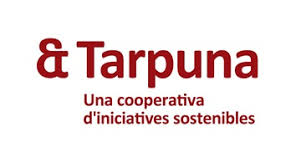 & Tarpuna
Una cooperativa
d'iniciatives sostenibles